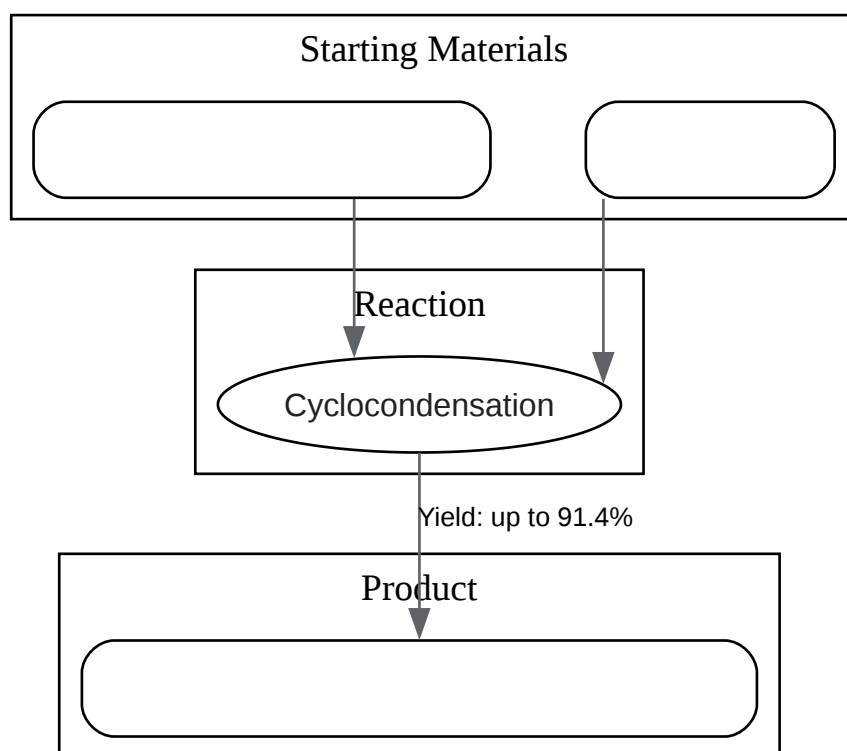 Starting Materials
Reaction
Cyclocondensation
Yield: up to 91.4%
Product